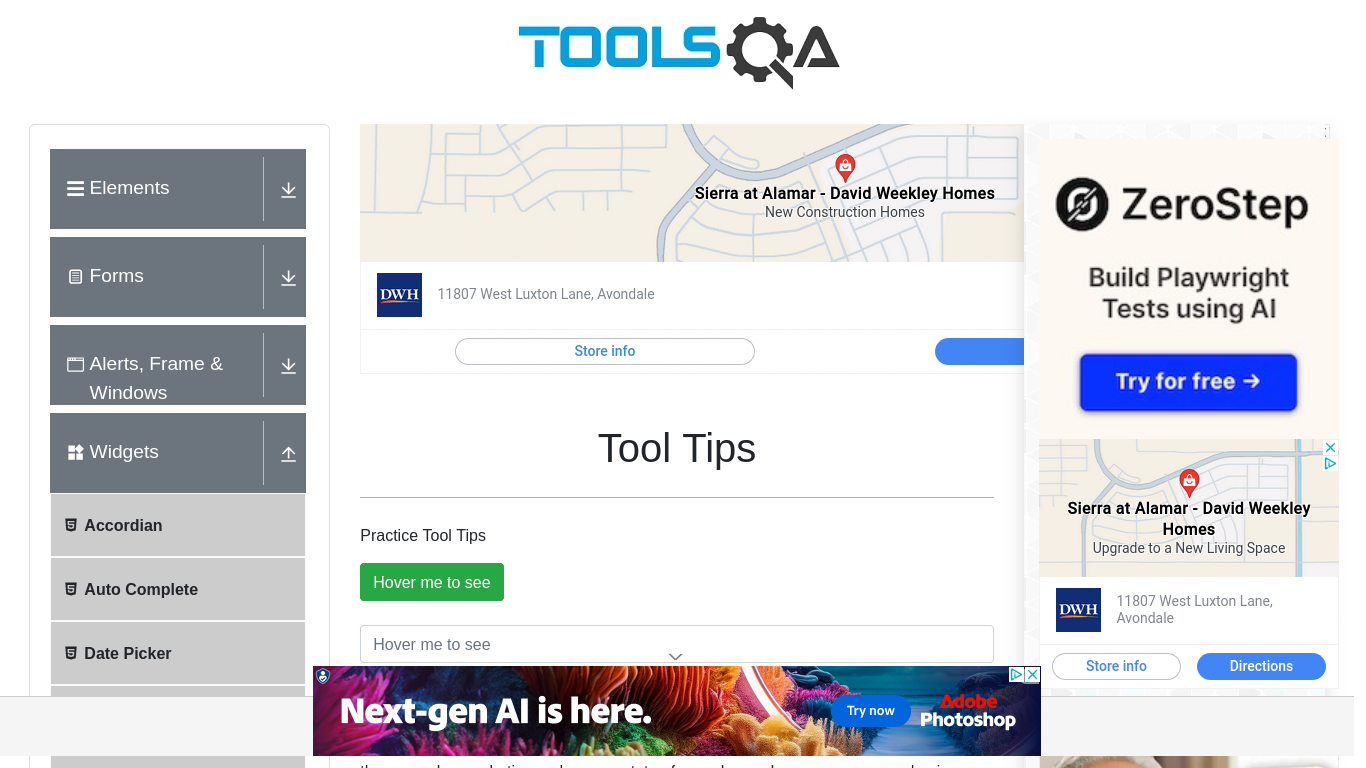 TOOLSQA
Elements
Forms
Alerts, Frame &
Windows
Widgets
Accordian
Auto Complete
Date Picker
Sierra at Alamar - David Weekley Homes
New Construction Homes
DWH
11807 West Luxton Lane, Avondale
Store info
Tool Tips
Practice Tool Tips
Hover me to see
Hover me to see
ZeroStep
Build Playwright
Tests using AI
Try for free →
Sierra at Alamar - David Weekley
Homes
Upgrade to a New Living Space
DWH
11807 West Luxton Lane,
Avondale
Store info
Directions
Next-gen AI is here.
Try now
Adobe
Photoshop